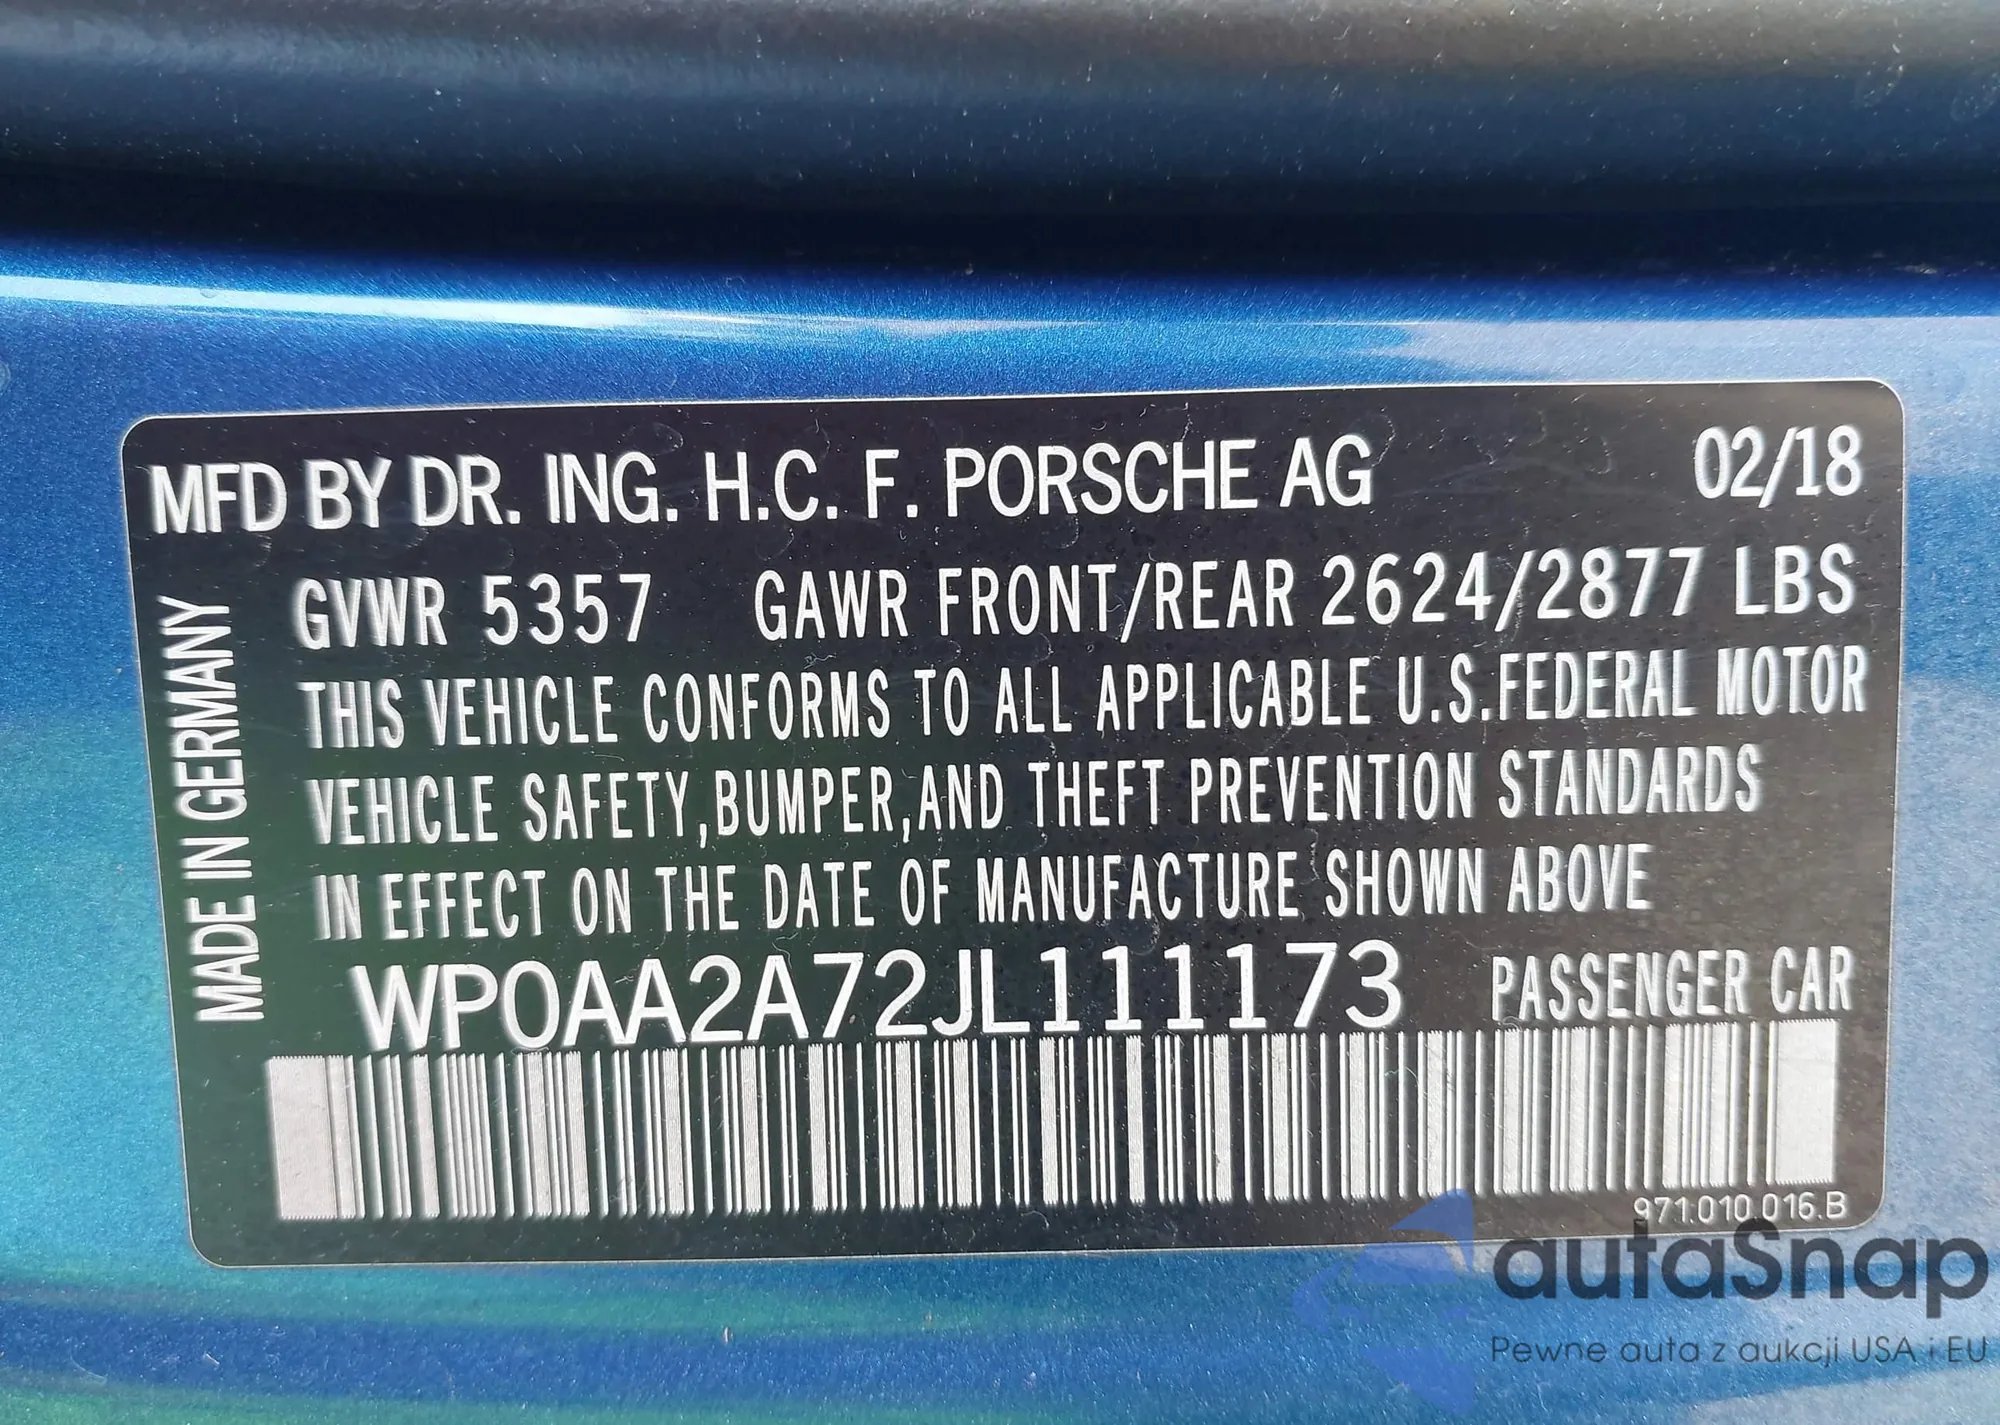 MFD BY DR. ING. H.C. F. PORSCHE AG 02/18
GVWR 5357 GAWR FRONT/REAR 2624/2877 LBS
THIS VEHICLE CONFORMS TO ALL APPLICABLE U.S.FEDERAL MOTOR
VEHICLE SAFETY,BUMPER,AND THEFT PREVENTION STANDARDS
IN EFFECT ON THE DATE OF MANUFACTURE SHOWN ABOVE
WP0AA2A72JL111173 PASSENGER CAR
MADE IN GERMANY
971.010.016.B
autaSnap
Pewne auta z aukcji USA i EU